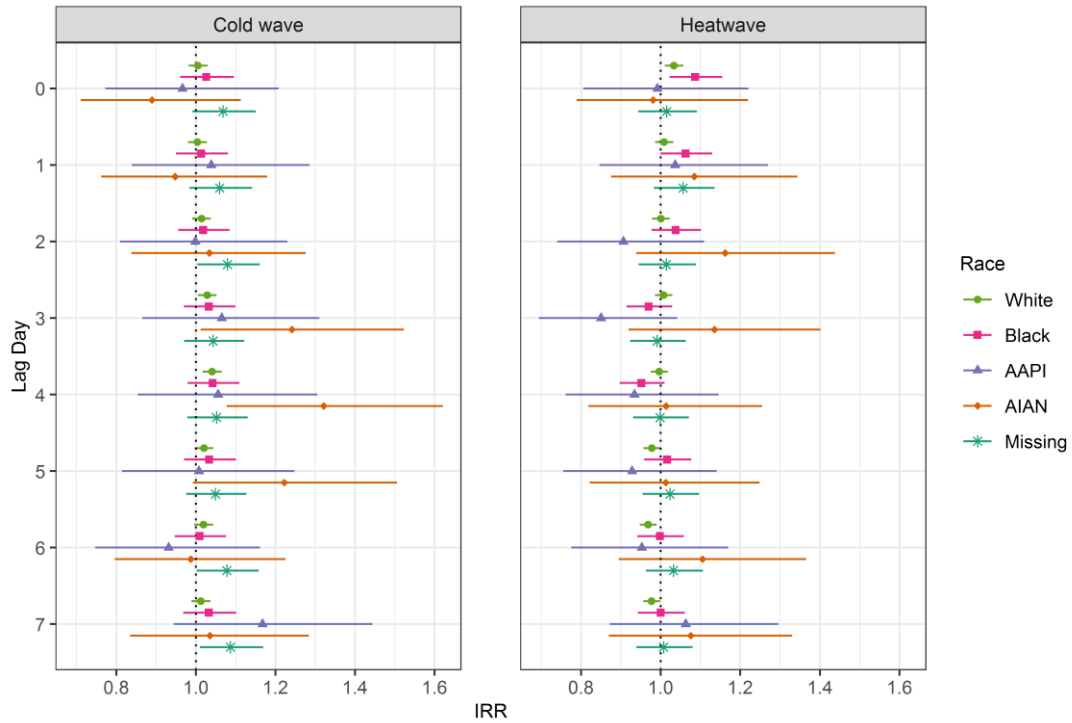 Cold wave
Heatwave
Lag Day
0
1
2
3
4
5
6
7
0.8 1.0 1.2 1.4 1.6
0.8 1.0 1.2 1.4 1.6
IRR
Race
White
Black
AAPI
AIAN
Missing